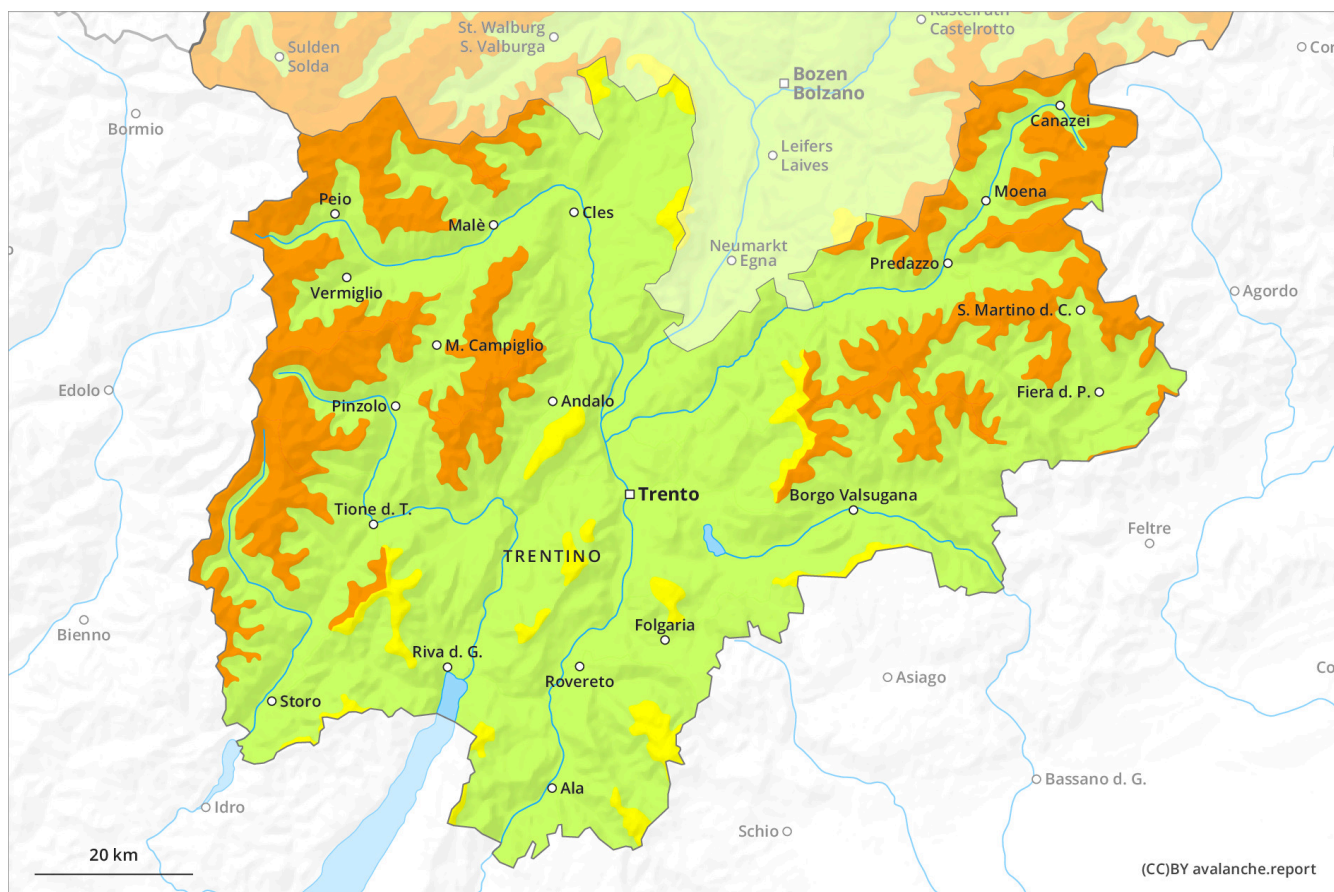 Kastelruth
Castelrotto
St. Walburg
S. Valburga
Sulden
Solda
Bozen
Bolzano
Bormio
Canazei
Leifers
Laives
Peio
Moena
Malè
Cles
Neumarkt
Egna
Predazzo
Vermiglio
Agordo
S. Martino d. C.
M. Campiglio
Edolo
Fiera d. P.
Pinzolo
Andalo
Trento
Borgo Valsugana
Tione d. T.
Feltre
TRENTINO
Bienno
Folgaria
Riva d. G.
Rovereto
Asiago
Storo
Bassano d. G.
Ala
Idro
Schio
20 km
(CC)BY avalanche.report